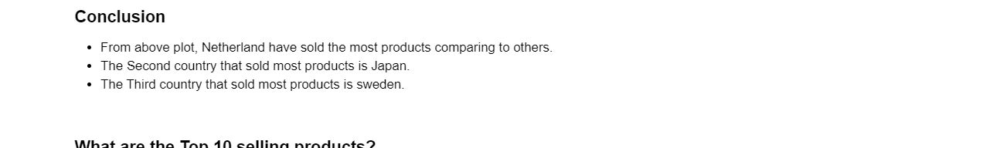 Conclusion
• From above plot, Netherland have sold the most products comparing to others.
• The Second country that sold most products is Japan.
• The Third country that sold most products is sweden.
What are the Top 10 selling products?